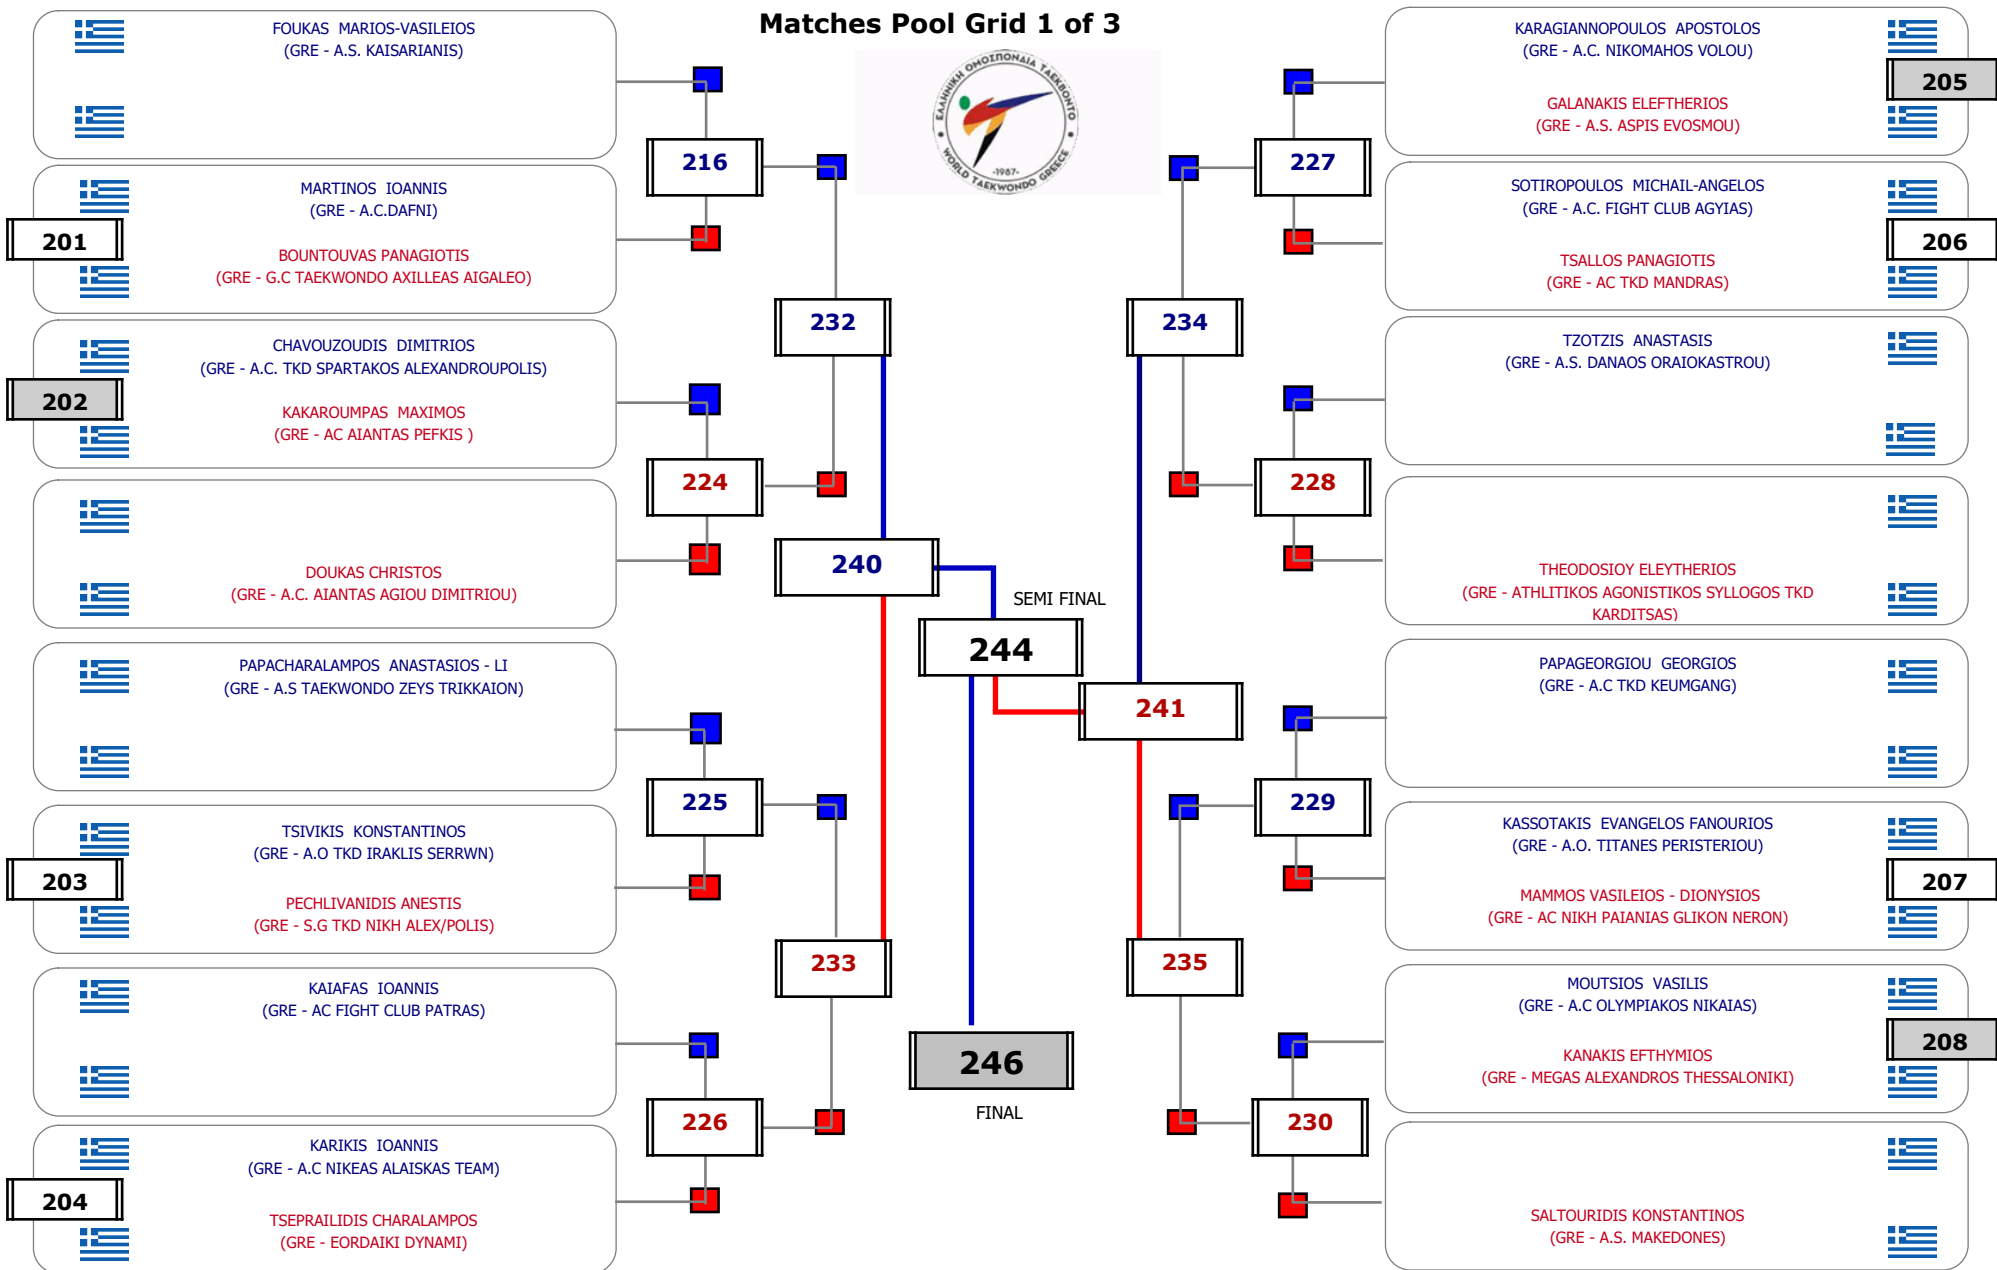 Matches Pool Grid 1 of 3
FOUKAS MARIOS-VASILEIOS
(GRE - A.S. KAISARIANIS)
MARTINOS IOANNIS
(GRE - A.C.DAFNI)
201
BOUNTOUVAS PANAGIOTIS
(GRE - G.C TAEKWONDO AXILLEAS AIGALEO)
CHAVOUZOUDIS DIMITRIOS
(GRE - A.C. TKD SPARTAKOS ALEXANDROUPOLIS)
202
KAKAROUMPAS MAXIMOS
(GRE - AC AIANTAS PEFKIS )
DOUKAS CHRISTOS
(GRE - A.C. AIANTAS AGIOU DIMITRIOU)
PAPACHARALAMPOS ANASTASIOS - LI
(GRE - A.S TAEKWONDO ZEYS TRIKKAION)
TSIVIKIS KONSTANTINOS
(GRE - A.O TKD IRAKLIS SERRWN)
203
PECHLIVANIDIS ANESTIS
(GRE - S.G TKD NIKH ALEX/POLIS)
KAIAFAS IOANNIS
(GRE - AC FIGHT CLUB PATRAS)
KARIKIS IOANNIS
(GRE - A.C NIKEAS ALAISKAS TEAM)
204
TSEPRAILIDIS CHARALAMPOS
(GRE - EORDAIKI DYNAMI)
216
224
225
226
232
233
240
ΕΛΛΗΝΙΚΗ ΟΜΟΣΠΟΝΔΙΑ ΤΑΕΚΒΟΝΤΟ
-1987-
WORLD TAEKWONDO GREECE
SEMI FINAL
244
241
246
FINAL
234
235
227
228
229
230
KARAGIANNOPOULOS APOSTOLOS
(GRE - A.C. NIKOMAHOS VOLOU)
205
GALANAKIS ELEFTHERIOS
(GRE - A.S. ASPIS EVOSMOU)
SOTIROPOULOS MICHAIL-ANGELOS
(GRE - A.C. FIGHT CLUB AGYIAS)
206
TSALLOS PANAGIOTIS
(GRE - AC TKD MANDRAS)
TZOTZIS ANASTASIS
(GRE - A.S. DANAOS ORAIOKASTROU)
THEODOSIOY ELEYTHERIOS
(GRE - ATHLITIKOS AGONISTIKOS SYLLOGOS TKD
KARDITSAS)
PAPAGEORGIOU GEORGIOS
(GRE - A.C TKD KEUMGANG)
KASSOTAKIS EVANGELOS FANOURIOS
(GRE - A.O. TITANES PERISTERIOU)
207
MAMMOS VASILEIOS - DIONYSIOS
(GRE - AC NIKH PAIANIAS GLIKON NERON)
MOUTSIOS VASILIS
(GRE - A.C OLYMPIAKOS NIKAIAS)
208
KANAKIS EFTHYMIOS
(GRE - MEGAS ALEXANDROS THESSALONIKI)
SALTOURIDIS KONSTANTINOS
(GRE - A.S. MAKEDONES)